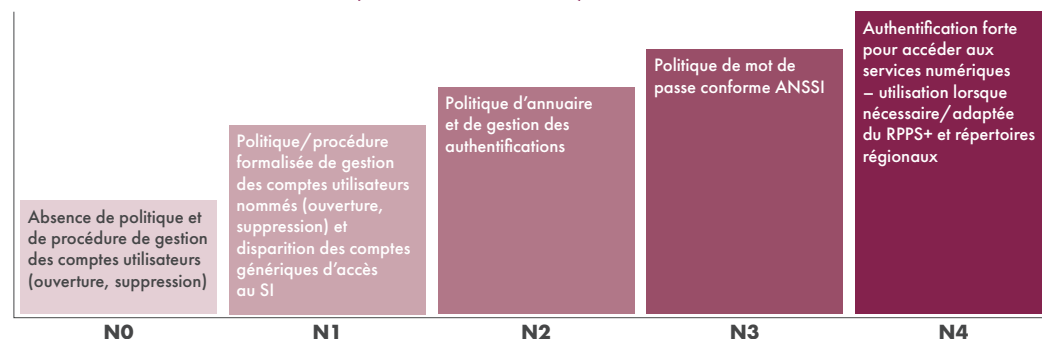 Absence de politique et
de procédure de gestion
des comptes utilisateurs
(ouverture, suppression)
Politique/procédure
formalisée de gestion
des comptes utilisateurs
nommés (ouverture,
suppression) et
disparition des comptes
génériques d'accès
au SI
Politique d'annuaire
et de gestion des
authentifications
Politique de mot de
passe conforme ANSSI
Authentification forte
pour accéder aux
services numériques
– utilisation lorsque
nécessaire/adaptée
du RPPS+ et répertoires
régionaux
N0
N1
N2
N3
N4